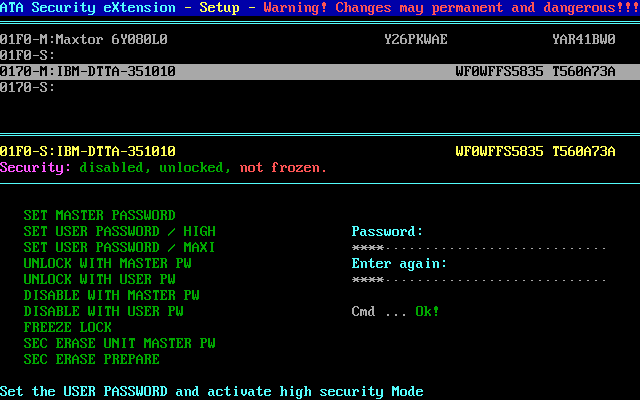 ATA Security eXtension - Setup - Warning! Changes may permanent and dangerous!!!
01F0-M:Maxtor 6Y080L0 Y26PKWAE YAR41BW0
01F0-S:
0170-M:IBM-DTTA-351010 WF0WFFS5835 T560A73A
0170-S:
01F0-S:IBM-DTTA-351010 WF0WFFS5835 T560A73A
Security: disabled, unlocked, not frozen.
SET MASTER PASSWORD
SET USER PASSWORD / HIGH Password:
SET USER PASSWORD / MAXI ****----------------------------
UNLOCK WITH MASTER PW Enter again:
UNLOCK WITH USER PW ****----------------------------
DISABLE WITH MASTER PW
DISABLE WITH USER PW Cmd ... Ok!
FREEZE LOCK
SEC ERASE UNIT MASTER PW
SEC ERASE PREPARE
Set the USER PASSWORD and activate high security Mode